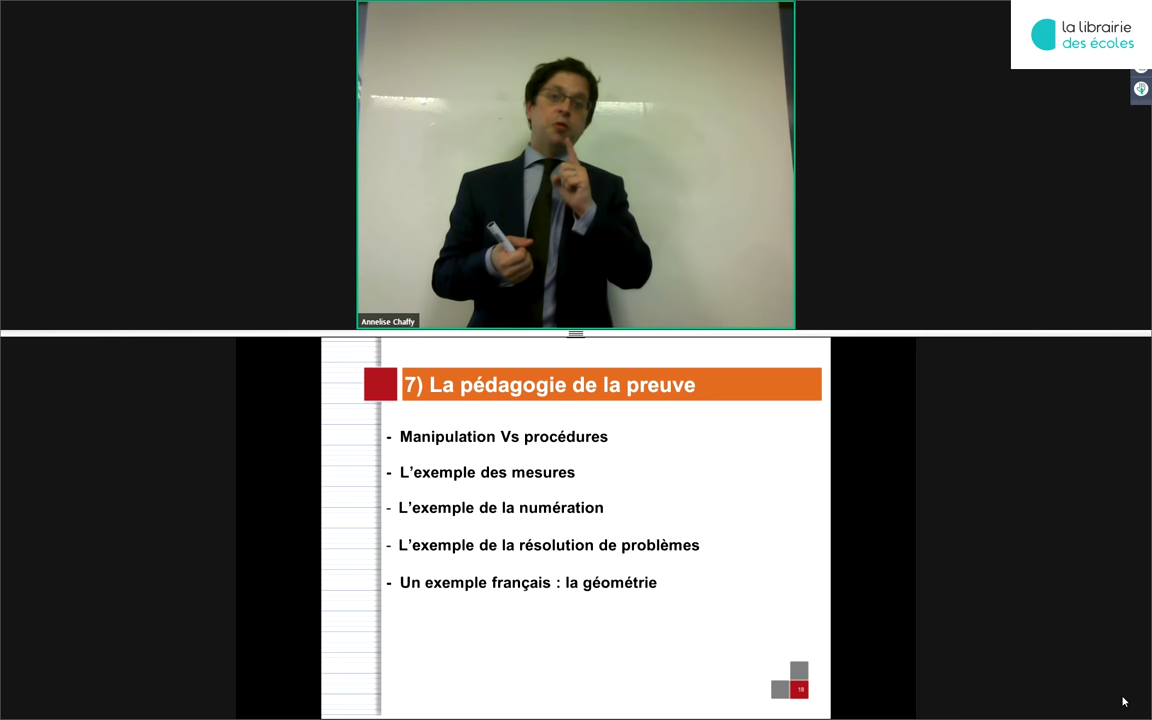 la librairie
des écoles
Annelise Chaffy
7) La pédagogie de la preuve
- Manipulation Vs procédures
- L’exemple des mesures
- L’exemple de la numération
- L’exemple de la résolution de problèmes
- Un exemple français : la géométrie
18